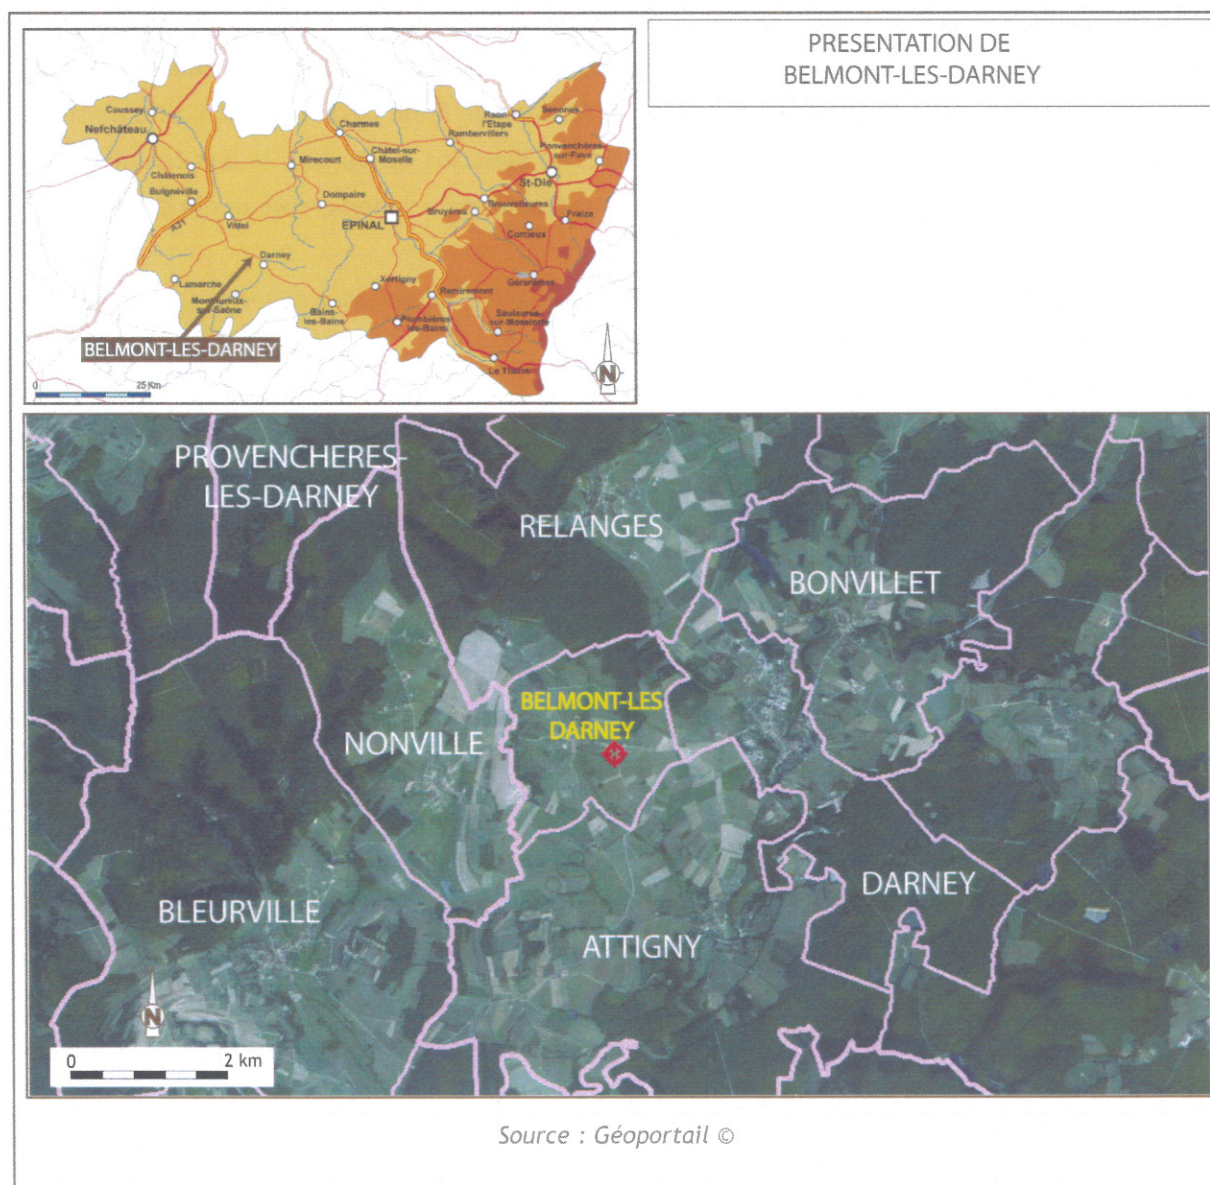 PRESENTATION DE
BELMONT-LES-DARNEY
Coussey
Nefchâteau
Châtenois
Bulgnéville
A31
Vittel
Mirecourt
Charmes
Châtel-sur-
Moselle
Dompaire
EPINAL
Rambervillers
Raon
l'Etape
Senones
Provenchères-
sur-Fave
St-Dié
Bruyères
Brouvelieures
Fraize
Corcieux
Gérardmer
Darney
Lamarche
Monthureux-
sur-Saône
Bains-
les-Bains
Xertigny
Remiremont
Plombières-
les-Bains
Saulxures-
sur-Moselotte
Le Thillot
BELMONT-LES-DARNEY
0 25 Km
N
PROVENCHERES-
LES-DARNEY
RELANGES
BONVILLET
BELMONT-LES
DARNEY
NONVILLE
DARNEY
BLEURVILLE
ATTIGNY
N
0 2 km
Source : Géoportail ©